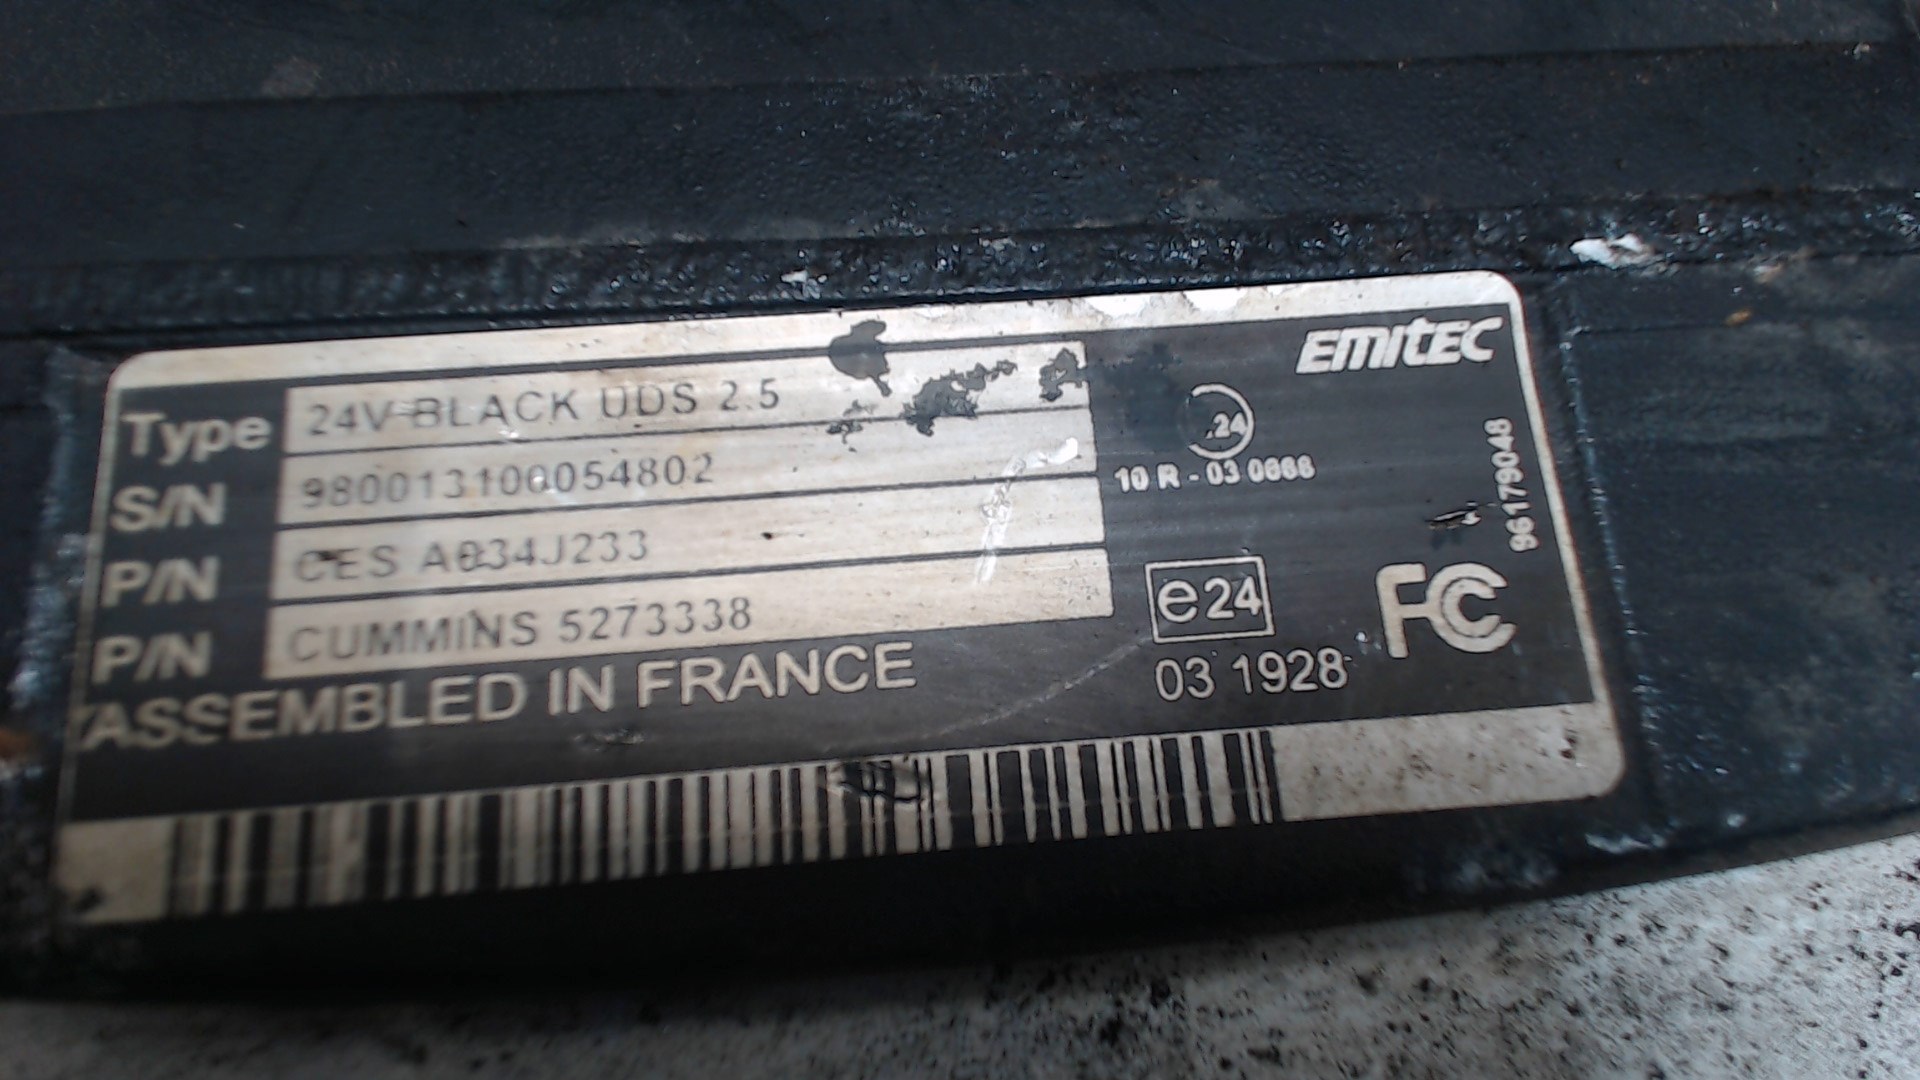 EMITEC
Type 24V BLACK UDS 2.5
S/N 980013100054802
P/N CES A034J233
P/N CUMMINS 5273338
ASSEMBLED IN FRANCE
24
10 R - 03 0666
e24
03 1928
FC
96179048